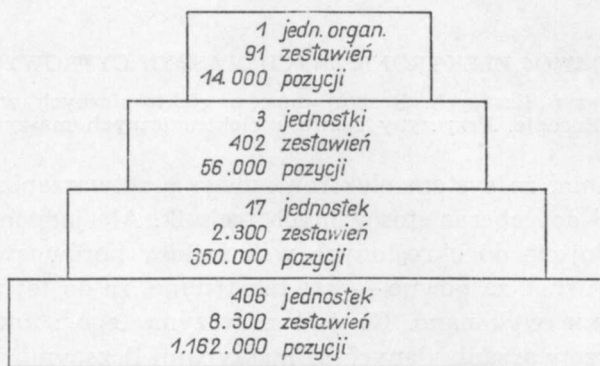 1 jedn. organ.
91 zestawień
14.000 pozycji
3 jednostki
402 zestawień
56.000 pozycji
17 jednostek
2.300 zestawień
350.000 pozycji
406 jednostek
8.300 zestawień
1.162.000 pozycji